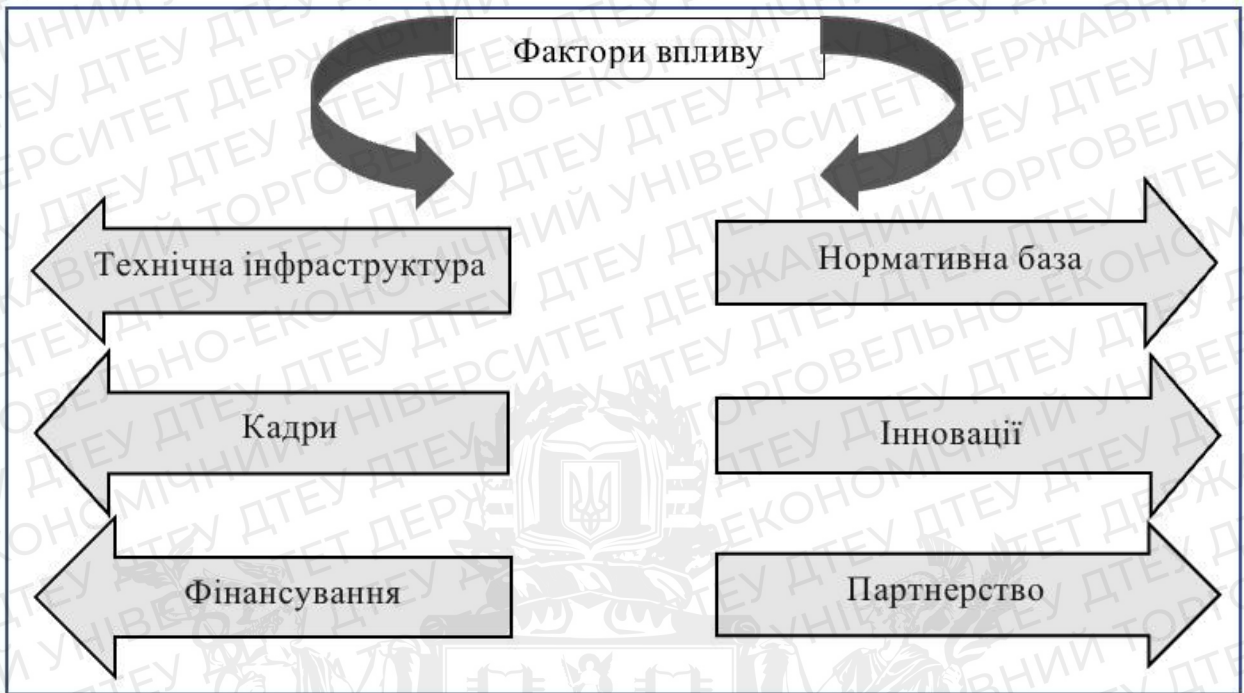 Фактори впливу
Технічна інфраструктура
Нормативна база
Кадри
Інновації
Фінансування
Партнерство